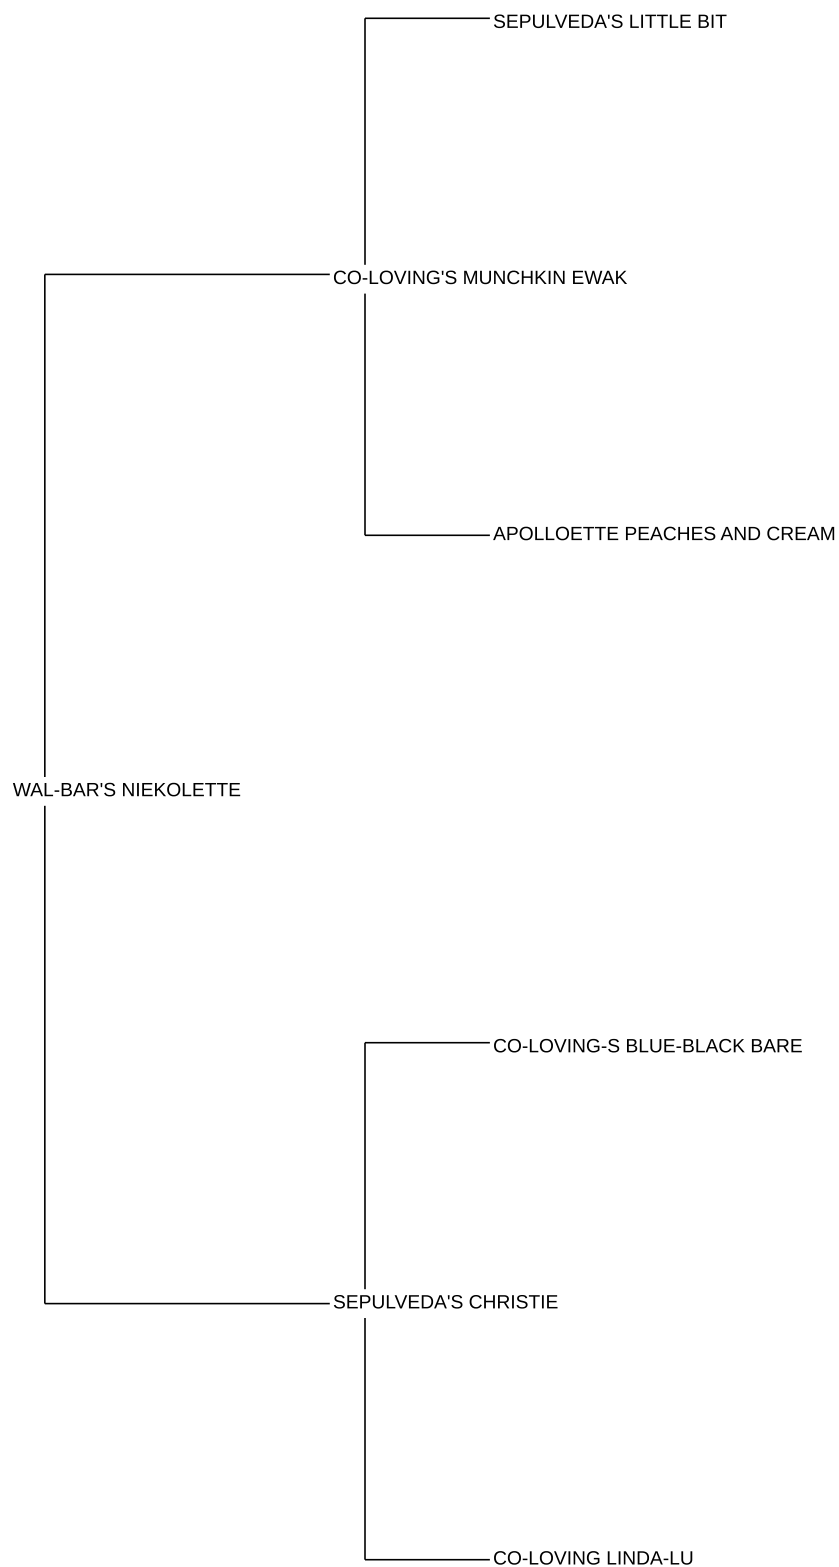 SEPULVEDA'S LITTLE BIT
CO-LOVING'S MUNCHKIN EWAK
APOLLOETTE PEACHES AND CREAM
WAL-BAR'S NIEKOLETTE
CO-LOVING-S BLUE-BLACK BARE
SEPULVEDA'S CHRISTIE
CO-LOVING LINDA-LU